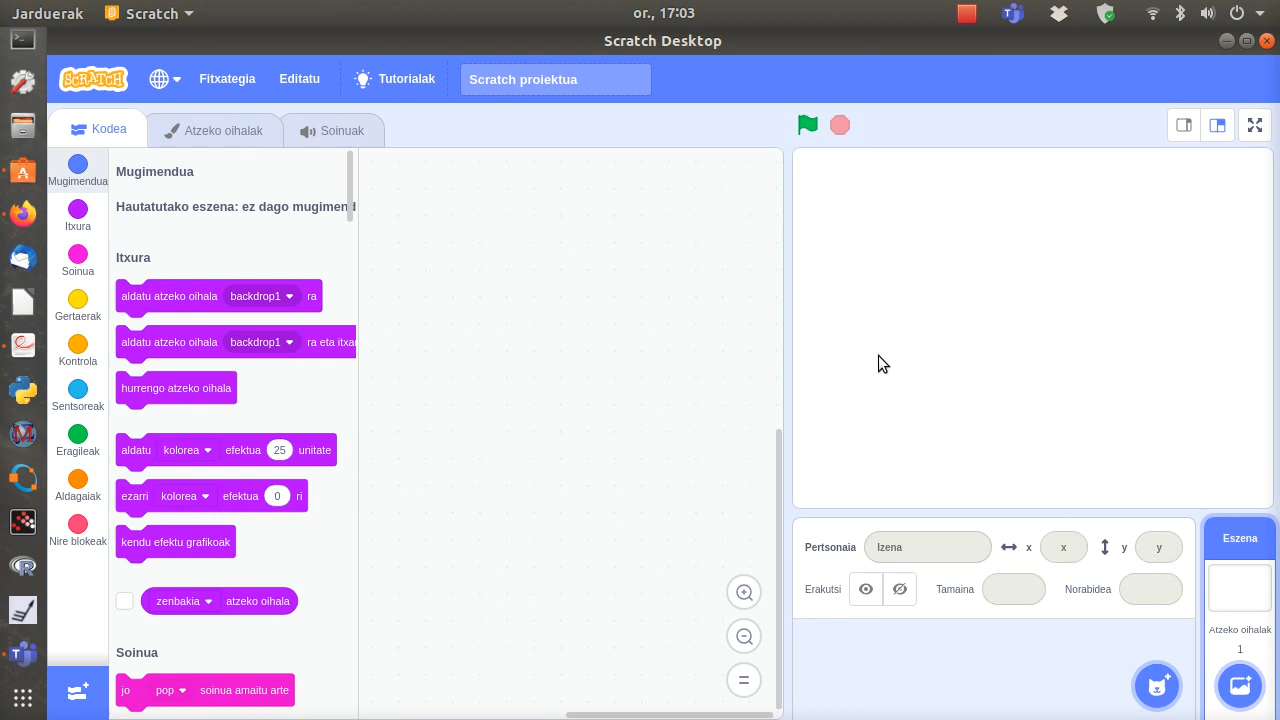 Jarduerak Scratch or., 17:03
Scratch Desktop
SCRATCH Fitxategia Editatu Tutorialak Scratch proiektua
Kodea Atzeko oihalak Soinuak
Mugimendua
Itxura
Soinua
Gertaerak
Kontrola
Sentsoreak
Eragileak
Aldagaiak
Nire blokeak
Mugimendua
Hautatutako eszena: ez dago mugimend
Itxura
aldatu atzeko oihala backdrop1 ra
aldatu atzeko oihala backdrop1 ra eta itxar
hurrengo atzeko oihala
aldatu kolorea efektua 25 unitate
ezarri kolorea efektua 0 ri
kendu efektu grafikoak
zenbakia atzeko oihala
Soinua
jo pop soinua amaitu arte
Pertsonaia Izena x x y y
Erakutsi Tamaina Norabidea
Eszena
Atzeko oihalak
1